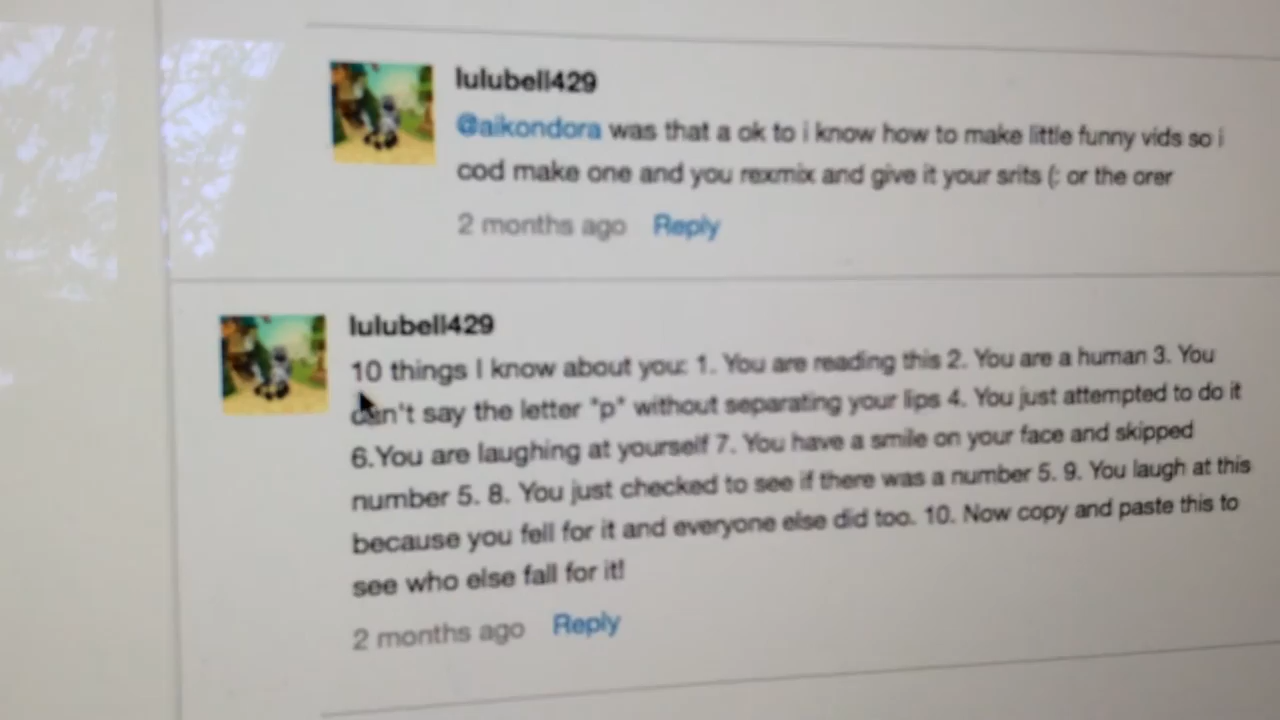 lulubell429
@aikondora was that a ok to i know how to make little funny vids so i
cod make one and you rexmix and give it your srits (: or the orer
2 months ago Reply
lulubell429
10 things I know about you: 1. You are reading this 2. You are a human 3. You
can't say the letter "p" without separating your lips 4. You just attempted to do it
6.You are laughing at yourself 7. You have a smile on your face and skipped
number 5. 8. You just checked to see if there was a number 5. 9. You laugh at this
because you fell for it and everyone else did too. 10. Now copy and paste this to
see who else fall for it!
2 months ago Reply